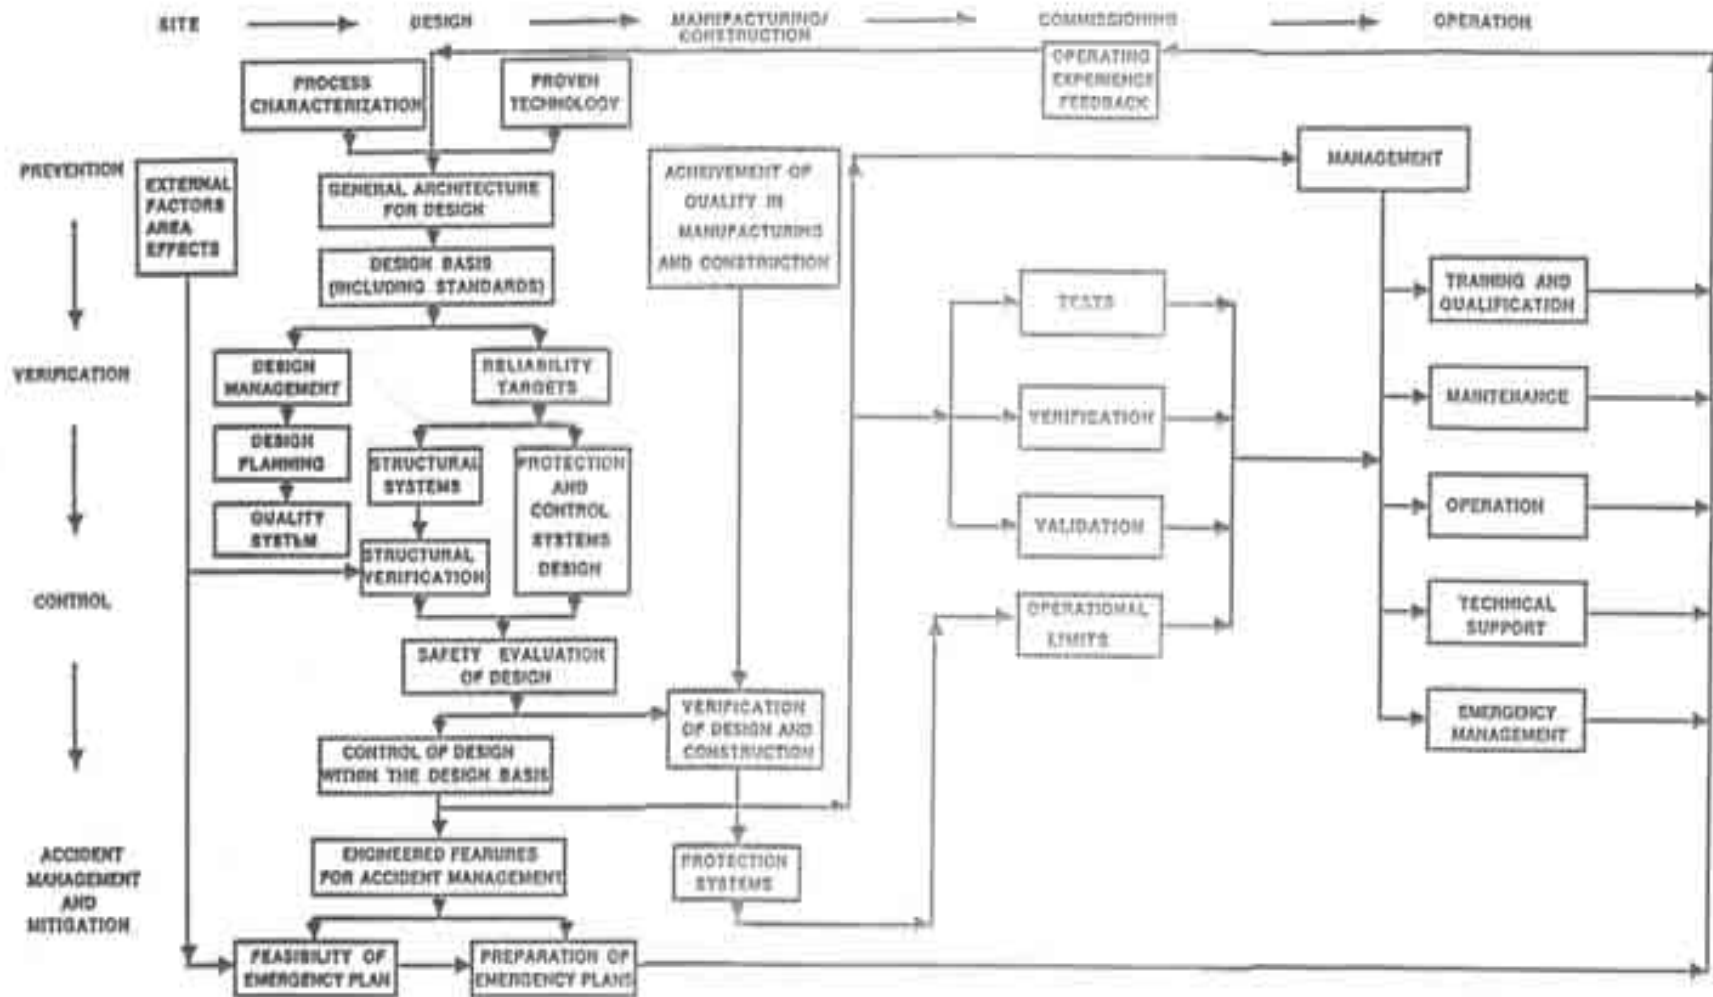 SITE
DESIGN
MANUFACTURING/
CONSTRUCTION
COMMISSIONING
OPERATION
PROCESS
CHARACTERIZATION
PROVEN
TECHNOLOGY
OPERATING
EXPERIENCE
FEEDBACK
PREVENTION
EXTERNAL
FACTORS
AREA
EFFECTS
GENERAL ARCHITECTURE
FOR DESIGN
ACHEIVEMENT OF
QUALITY IN
MANUFACTURING
AND CONSTRUCTION
MANAGEMENT
DESIGN BASIS
(INCLUDING STANDARDS)
TESTS
TRAINING AND
QUALIFICATION
VERIFICATION
DESIGN
MANAGEMENT
RELIABILITY
TARGETS
VERIFICATION
MAINTENANCE
DESIGN
PLANNING
STRUCTURAL
SYSTEMS
PROTECTION
AND
CONTROL
SYSTEMS
DESIGN
QUALITY
SYSTEM
VALIDATION
OPERATION
STRUCTURAL
VERIFICATION
CONTROL
OPERATIONAL
LIMITS
TECHNICAL
SUPPORT
SAFETY EVALUATION
OF DESIGN
VERIFICATION
OF DESIGN AND
CONSTRUCTION
EMERGENCY
MANAGEMENT
CONTROL OF DESIGN
WITHIN THE DESIGN BASIS
ACCIDENT
MANAGEMENT
AND
MITIGATION
ENGINEERED FEARURES
FOR ACCIDENT MANAGEMENT
PROTECTION
SYSTEMS
FEASIBILITY OF
EMERGENCY PLAN
PREPARATION OF
EMERGENCY PLANS